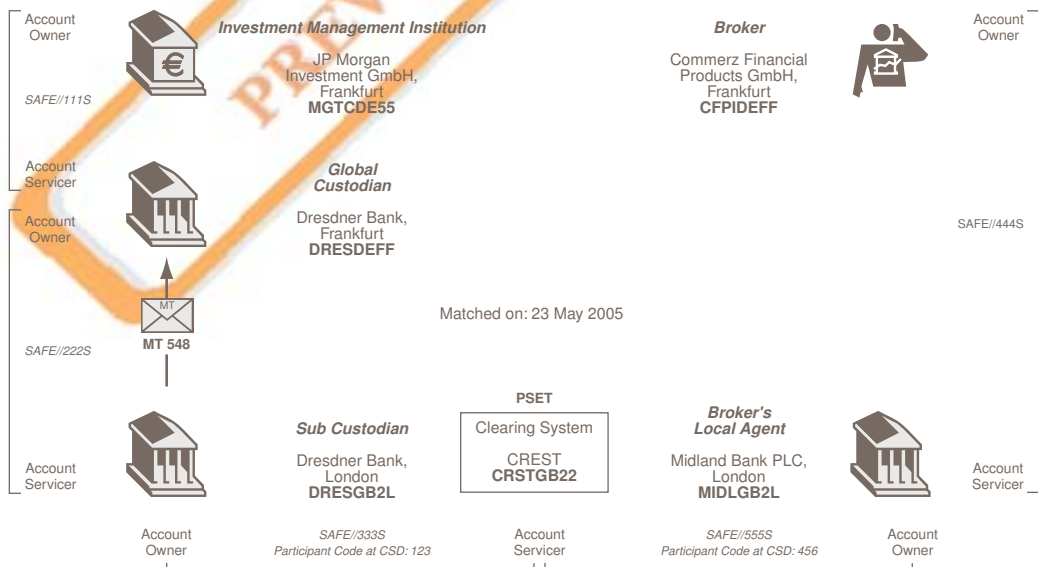 Account
Owner
Investment Management Institution
Broker
Account
Owner
JP Morgan
Investment GmbH,
Frankfurt
MGTCDE55
Commerz Financial
Products GmbH,
Frankfurt
CFPIDEFF
€
SAFE//111S
PREV
Account
Servicer
Global
Custodian
Account
Owner
Dresdner Bank,
Frankfurt
DRESDEFF
SAFE//444S
MT
MT 548
Matched on: 23 May 2005
SAFE//222S
PSET
Sub Custodian
Clearing System
Broker's
Local Agent
Dresdner Bank,
London
DRESGB2L
CREST
CRSTGB22
Midland Bank PLC,
London
MIDLGB2L
Account
Servicer
Account
Servicer
Account
Owner
SAFE//333S
Participant Code at CSD: 123
Account
Servicer
SAFE//555S
Participant Code at CSD: 456
Account
Owner